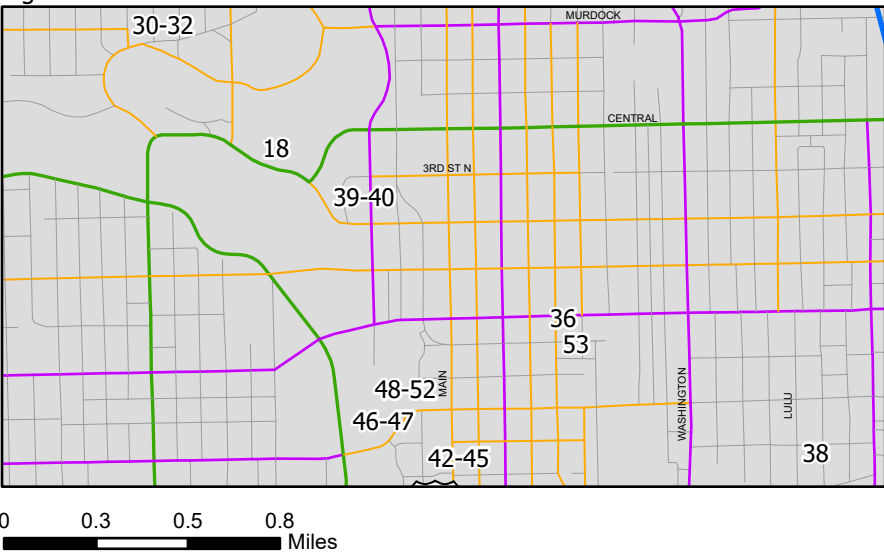 30-32
MURDOCK
CENTRAL
18
3RD ST N
39-40
36
53
MAIN
48-52
WASHINGTON
LULU
46-47
42-45
38
0 0.3 0.5 0.8
Miles